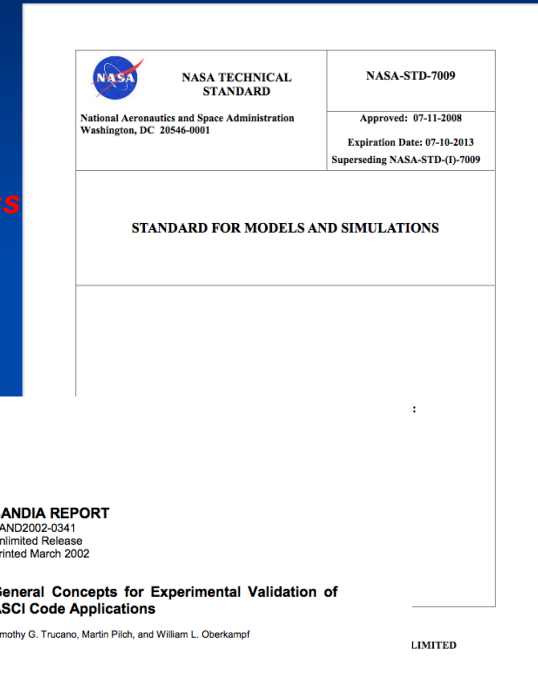 NASA
NASA TECHNICAL
STANDARD
NASA-STD-7009
National Aeronautics and Space Administration
Washington, DC 20546-0001
Approved: 07-11-2008
Expiration Date: 07-10-2013
Superseding NASA-STD-(I)-7009
s
STANDARD FOR MODELS AND SIMULATIONS
:
ANDIA REPORT
AND2002-0341
nlimited Release
rinted March 2002
eneral Concepts for Experimental Validation of
SCI Code Applications
mothy G. Trucano, Martin Pilch, and William L. Oberkampf
LIMITED